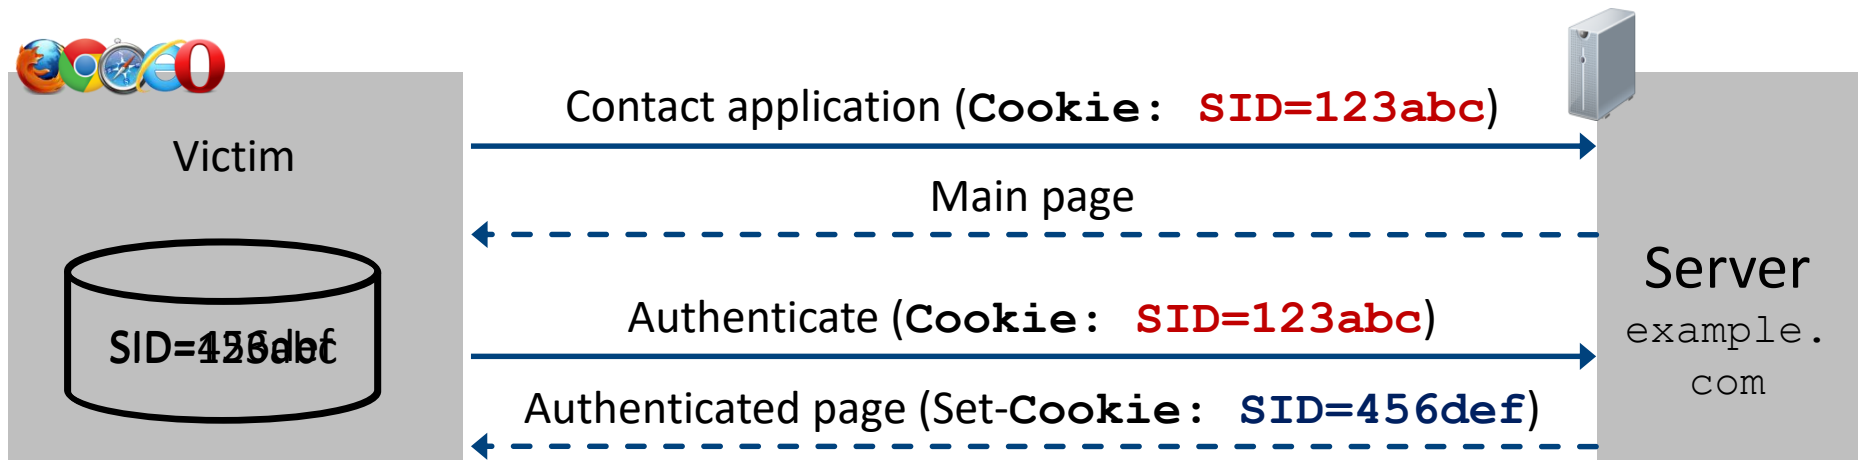 Contact application (Cookie: SID=123abc)
Victim
Main page
Server
example.
com
Authenticate (Cookie: SID=123abc)
SID=
Authenticated page (Set-Cookie: SID=456def)